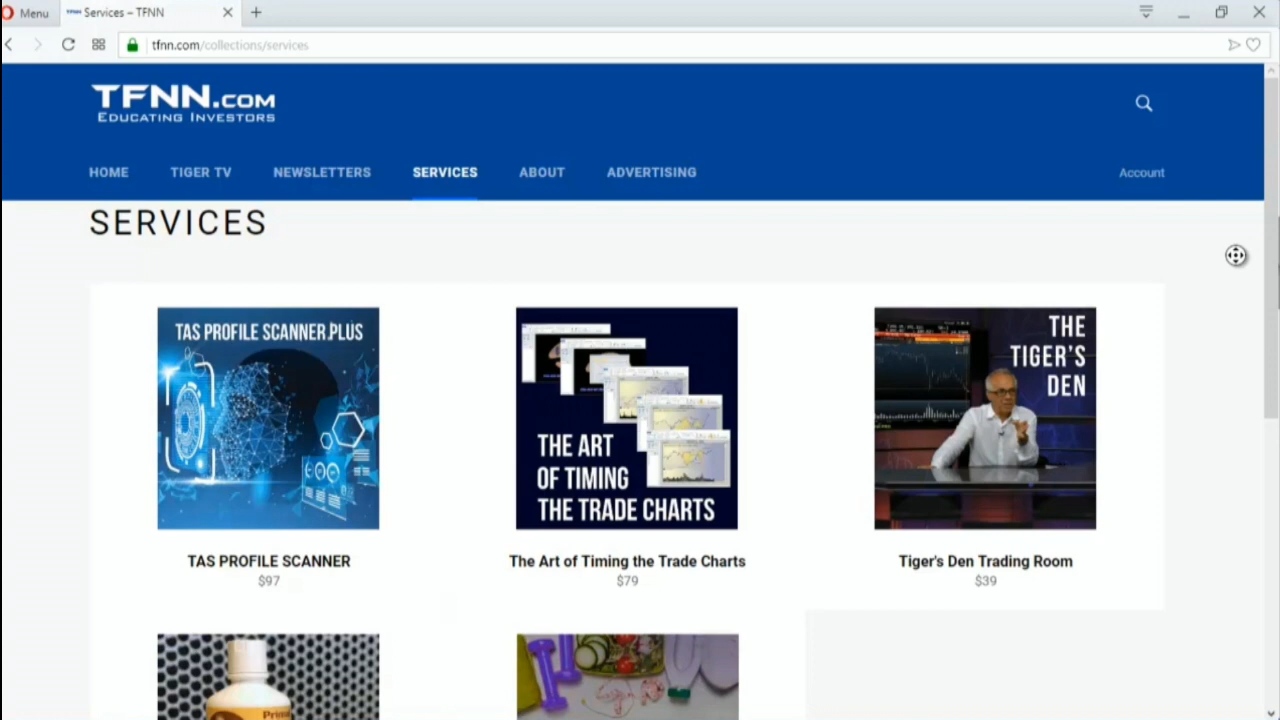 Menu
Services – TFNN
tfnn.com/collections/services
TFNN.COM
EDUCATING INVESTORS
HOME
TIGER TV
NEWSLETTERS
SERVICES
ABOUT
ADVERTISING
Account
SERVICES
TAS PROFILE SCANNER PLUS
THE ART
OF TIMING
THE TRADE CHARTS
THE
TIGER'S
DEN
TAS PROFILE SCANNER
$97
The Art of Timing the Trade Charts
$79
Tiger's Den Trading Room
$39